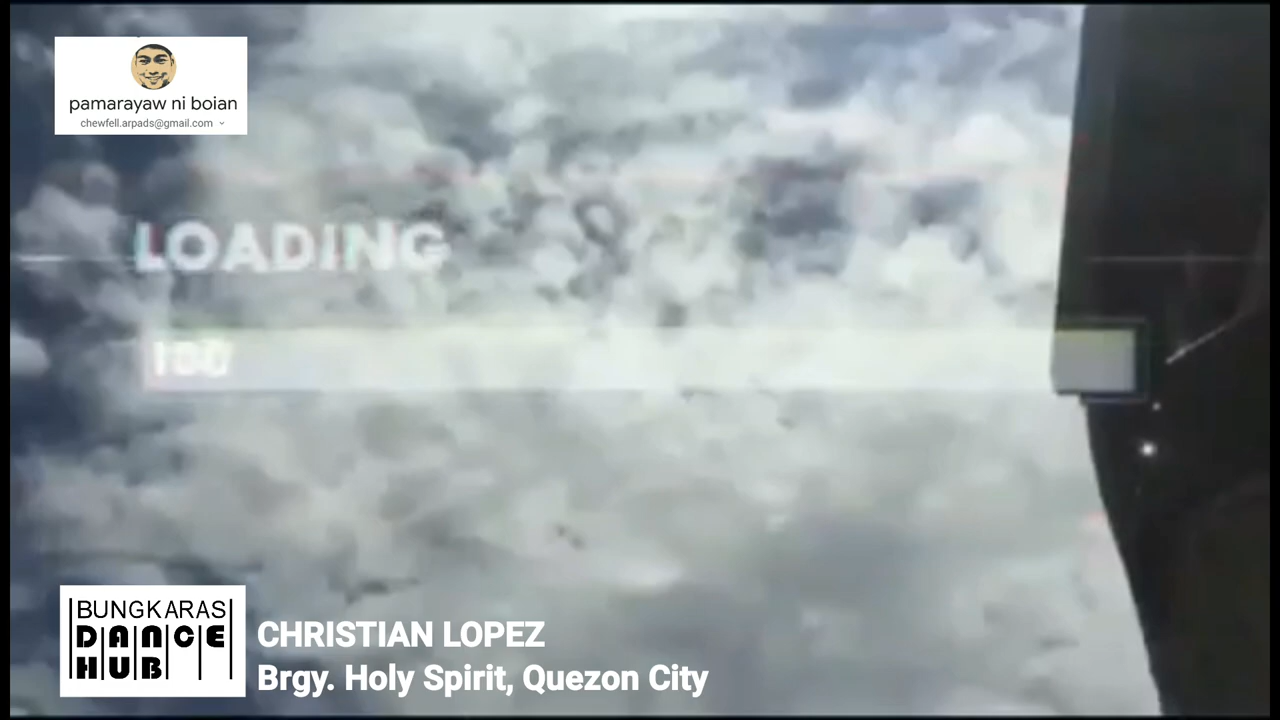 pamarayaw ni boian
chewfell.arpads@gmail.com
LOADING
100
BUNGKARAS
DANCE
HUB
CHRISTIAN LOPEZ
Brgy. Holy Spirit, Quezon City